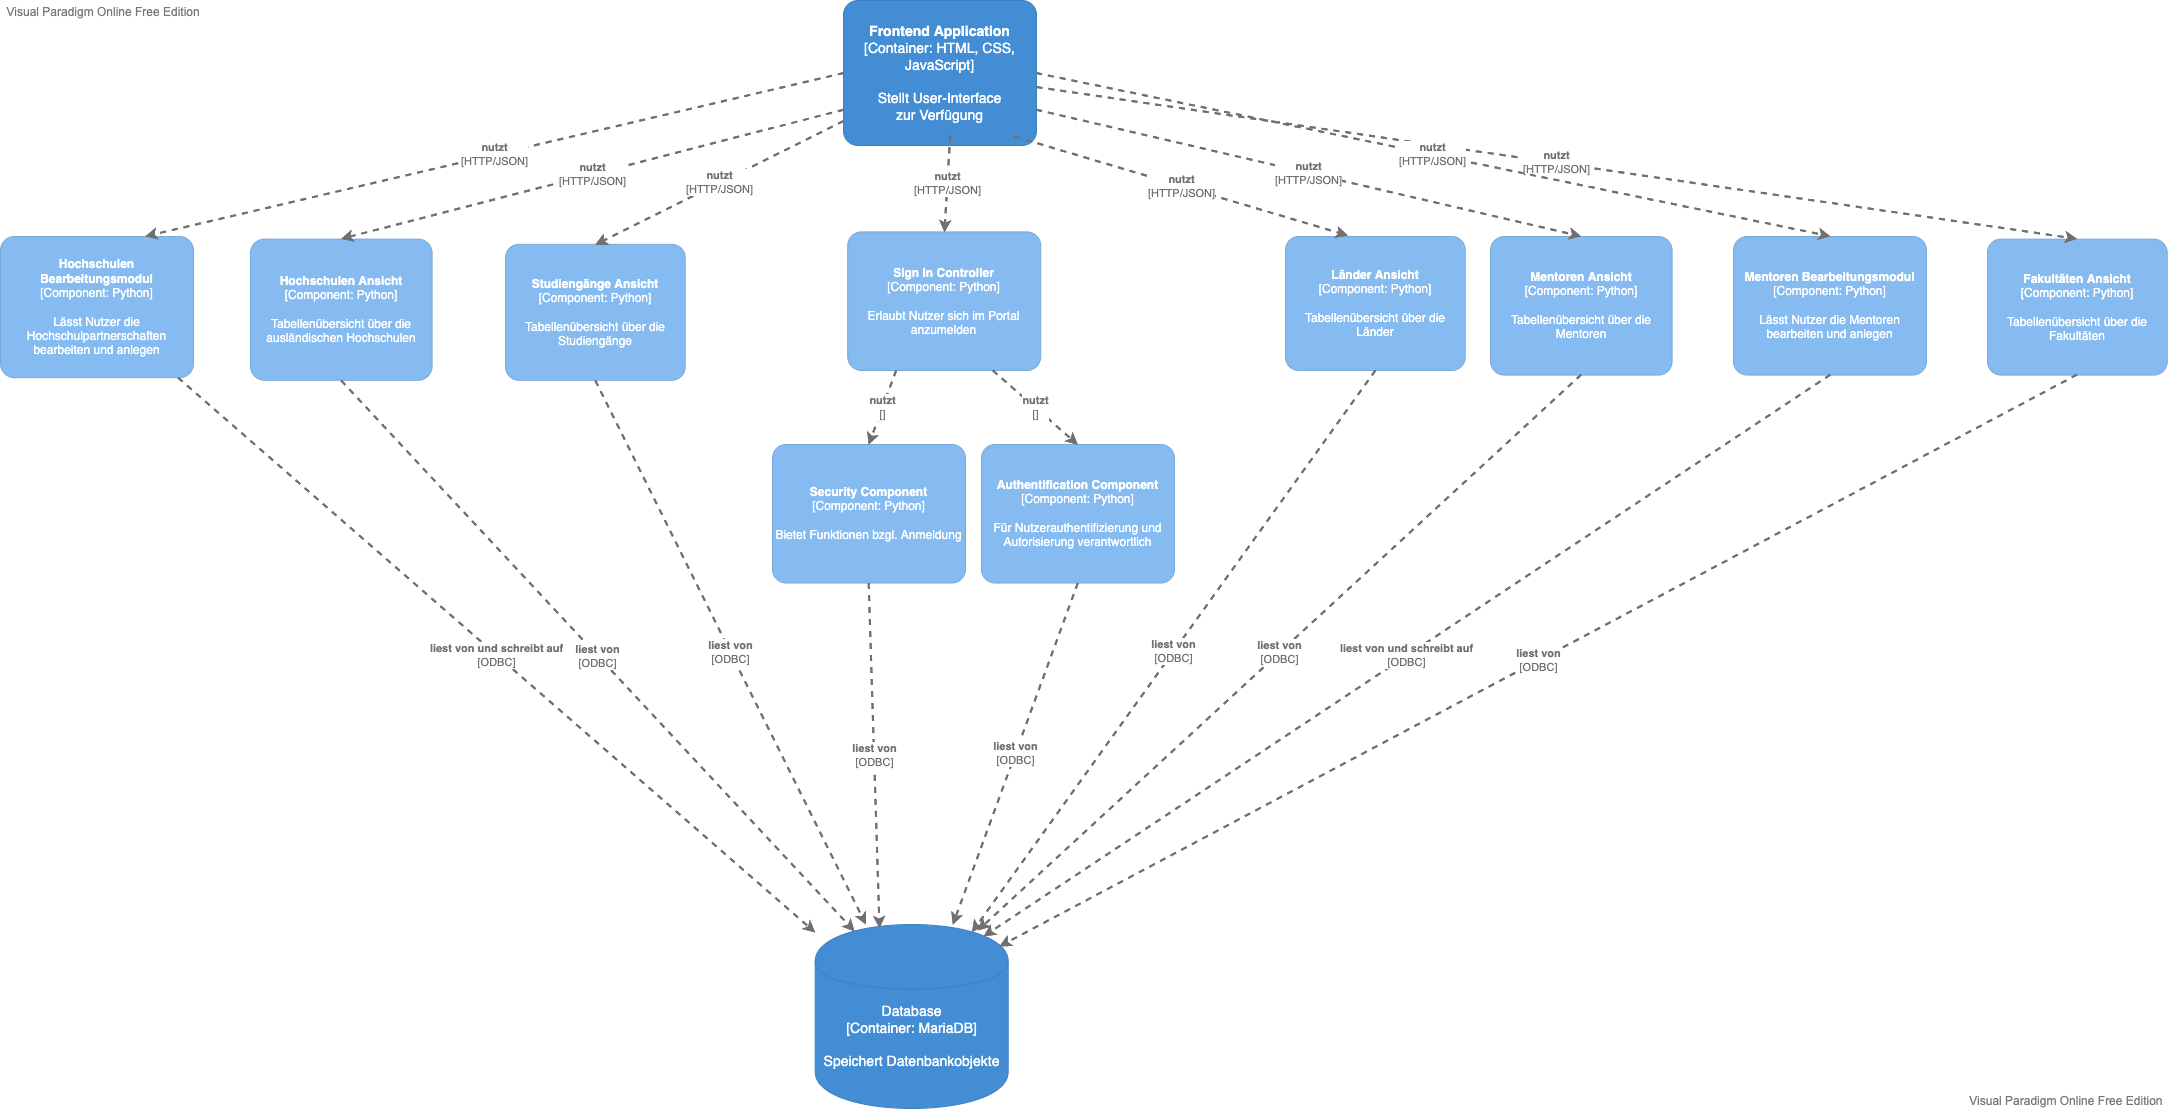 Visual Paradigm Online Free Edition
Frontend Application
[Container: HTML, CSS,
JavaScript]
Stellt User-Interface
zur Verfügung
nutzt
[HTTP/JSON]
nutzt
[HTTP/JSON]
nutzt
[HTTP/JSON]
nutzt
[HTTP/JSON]
nutzt
[HTTP/JSON]
nutzt
[HTTP/JSON]
nutzt
[HTTP/JSON]
nutzt
[HTTP/JSON]
Hochschulen
Bearbeitungsmodul
[Component: Python]
Lässt Nutzer die
Hochschulpartnerschaften
bearbeiten und anlegen
Hochschulen Ansicht
[Component: Python]
Tabellenübersicht über die
ausländischen Hochschulen
Studiengänge Ansicht
[Component: Python]
Tabellenübersicht über die
Studiengänge
Sign In Controller
[Component: Python]
Erlaubt Nutzer sich im Portal
anzumelden
Länder Ansicht
[Component: Python]
Tabellenübersicht über die
Länder
Mentoren Ansicht
[Component: Python]
Tabellenübersicht über die
Mentoren
Mentoren Bearbeitungsmodul
[Component: Python]
Lässt Nutzer die Mentoren
bearbeiten und anlegen
Fakultäten Ansicht
[Component: Python]
Tabellenübersicht über die
Fakultäten
nutzt
[]
nutzt
[]
Security Component
[Component: Python]
Bietet Funktionen bzgl. Anmeldung
Authentification Component
[Component: Python]
Für Nutzerauthentifizierung und
Autorisierung verantwortlich
liest von und schreibt auf
[ODBC]
liest von
[ODBC]
liest von
[ODBC]
liest von
[ODBC]
liest von
[ODBC]
liest von
[ODBC]
liest von
[ODBC]
liest von und schreibt auf
[ODBC]
liest von
[ODBC]
Database
[Container: MariaDB]
Speichert Datenbankobjekte
Visual Paradigm Online Free Edition